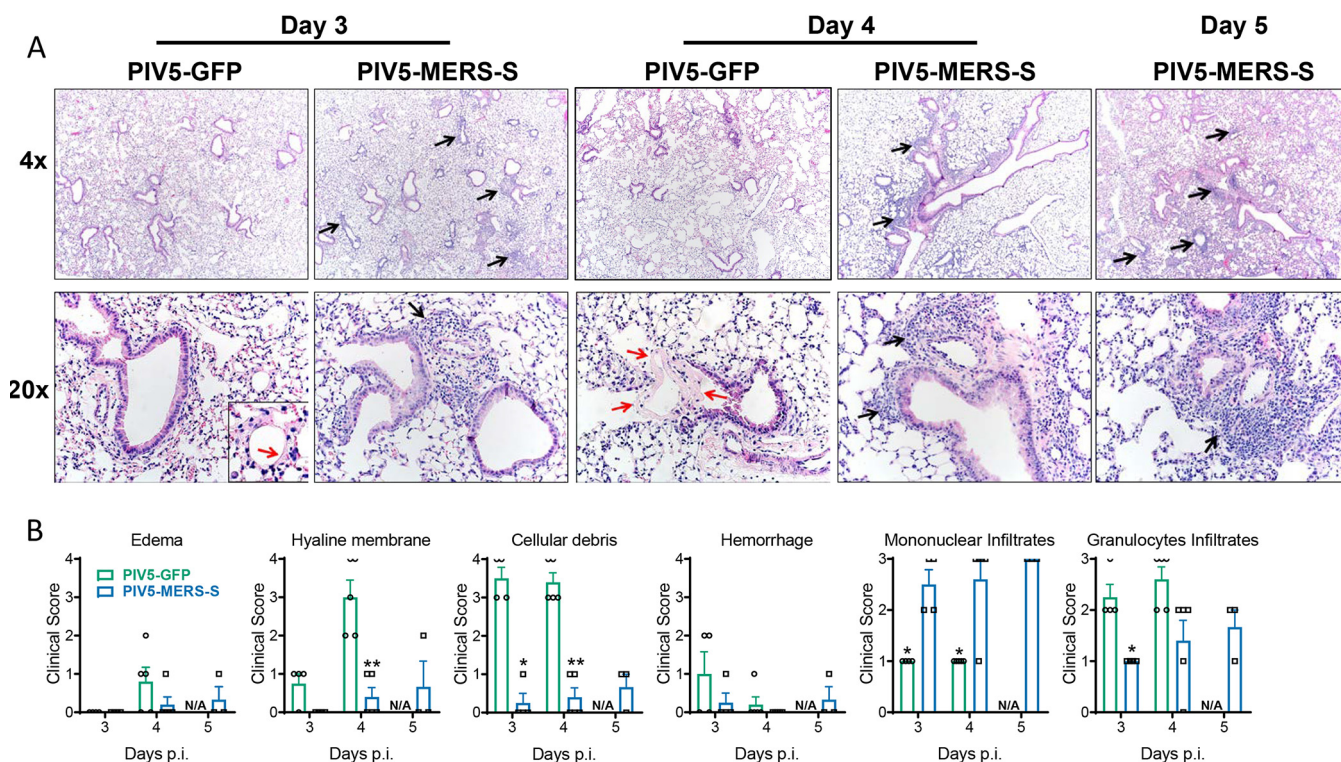 Day 3 Day 4 Day 5
A
PIV5-GFP PIV5-MERS-S PIV5-GFP PIV5-MERS-S PIV5-MERS-S
4x
20x
B
Edema Hyaline membrane Cellular debris Hemorrhage Mononuclear Infiltrates Granulocytes Infiltrates
PIV5-GFP
PIV5-MERS-S
Clinical Score
4
3
2
1
0
N/A
3 4 5
Days p.i.
Clinical Score
4
3
2
1
0
**
N/A
3 4 5
Days p.i.
Clinical Score
4
3
2
1
0
* **
N/A
3 4 5
Days p.i.
Clinical Score
4
3
2
1
0
N/A
3 4 5
Days p.i.
Clinical Score
3
2
1
0
* *
N/A
3 4 5
Days p.i.
Clinical Score
3
2
1
0
*
N/A
3 4 5
Days p.i.